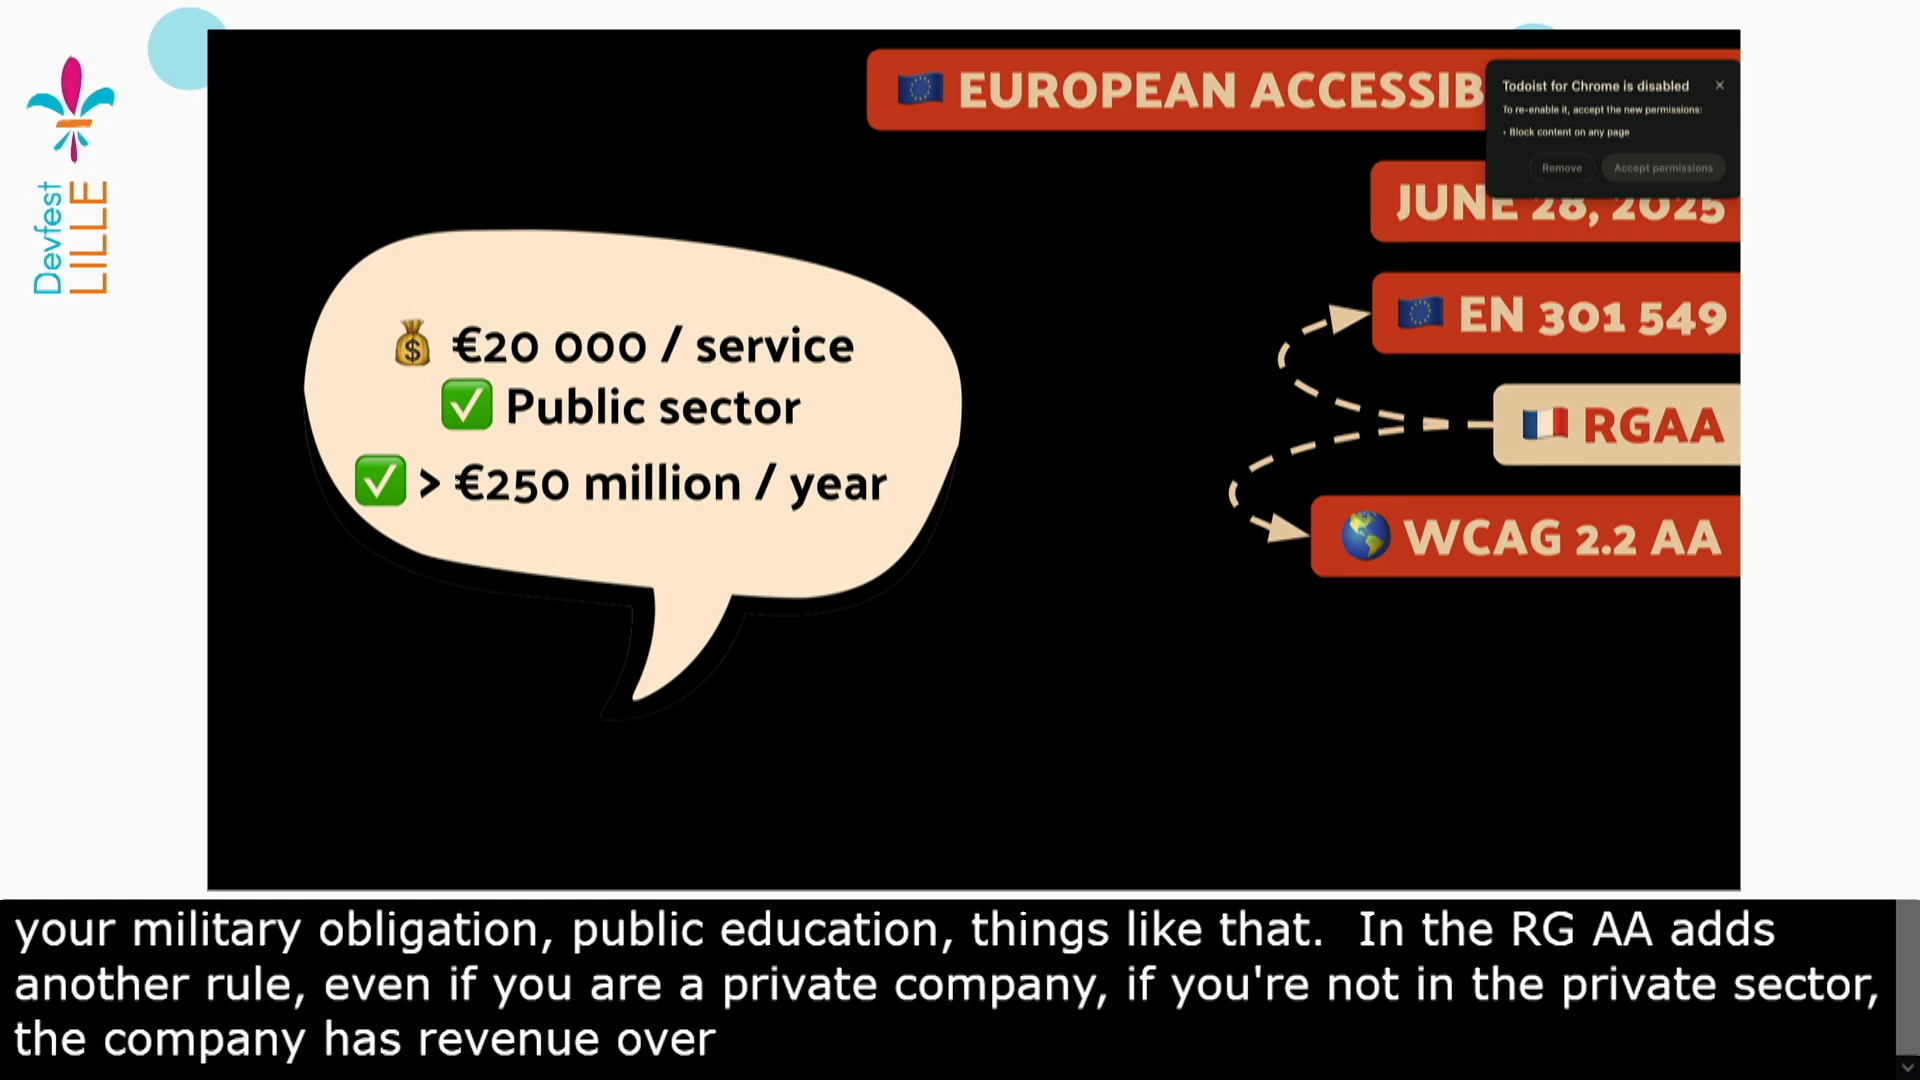 Devfest
LILLE
EUROPEAN ACCESSIB
Todoist for Chrome is disabled
To re-enable it, accept the new permissions:
• Block content on any page
Remove
Accept permissions
JUNE 28, 2025
EN 301 549
RGAA
WCAG 2.2 AA
€20 000 / service
Public sector
> €250 million / year
your military obligation, public education, things like that.  In the RG AA adds
another rule, even if you are a private company, if you're not in the private sector,
the company has revenue over